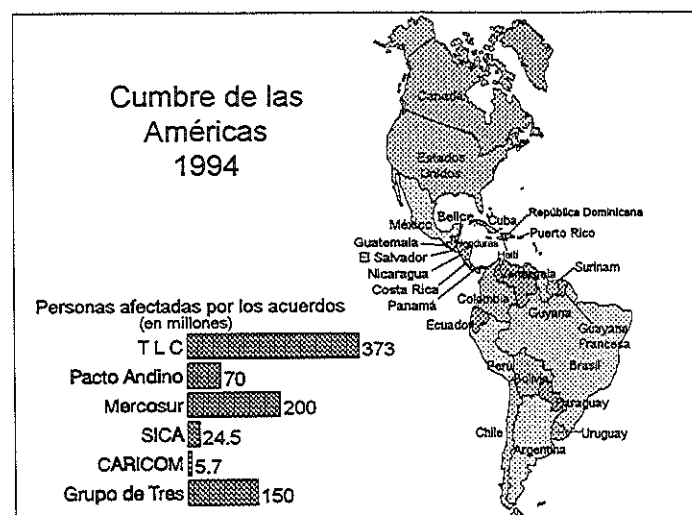 Cumbre de las
Américas
1994
Canadá
Estados
Unidos
México
Belice
Cuba
República Dominicana
Puerto Rico
Guatemala
Honduras
Haití
El Salvador
Nicaragua
Costa Rica
Panamá
Venezuela
Surinam
Colombia
Guyana
Guayana
Francesa
Ecuador
Perú
Brasil
Bolivia
Paraguay
Chile
Uruguay
Argentina
Personas afectadas por los acuerdos
(en millones)
T L C 373
Pacto Andino 70
Mercosur 200
SICA 24.5
CARICOM 5.7
Grupo de Tres 150